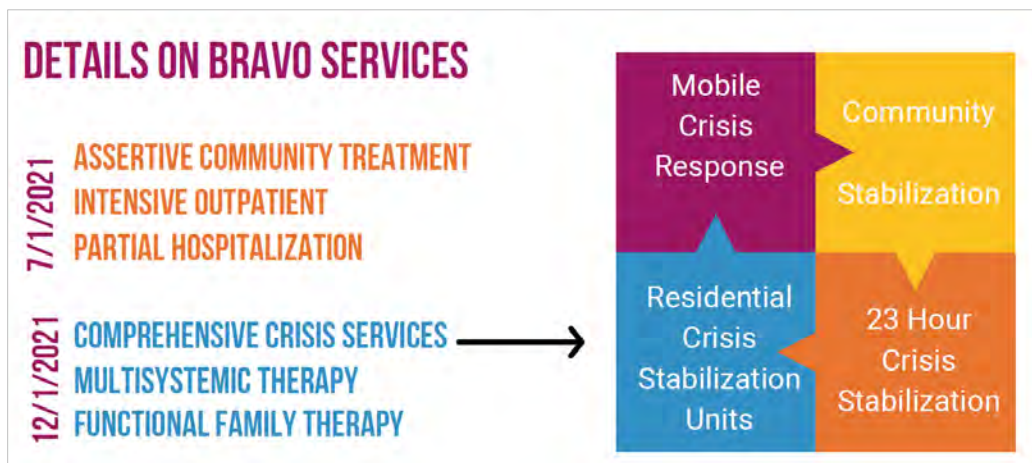 DETAILS ON BRAVO SERVICES
7/1/2021
ASSERTIVE COMMUNITY TREATMENT
INTENSIVE OUTPATIENT
PARTIAL HOSPITALIZATION
12/1/2021
COMPREHENSIVE CRISIS SERVICES
MULTISYSTEMIC THERAPY
FUNCTIONAL FAMILY THERAPY
Mobile
Crisis
Response
Community
Stabilization
Residential
Crisis
Stabilization
Units
23 Hour
Crisis
Stabilization